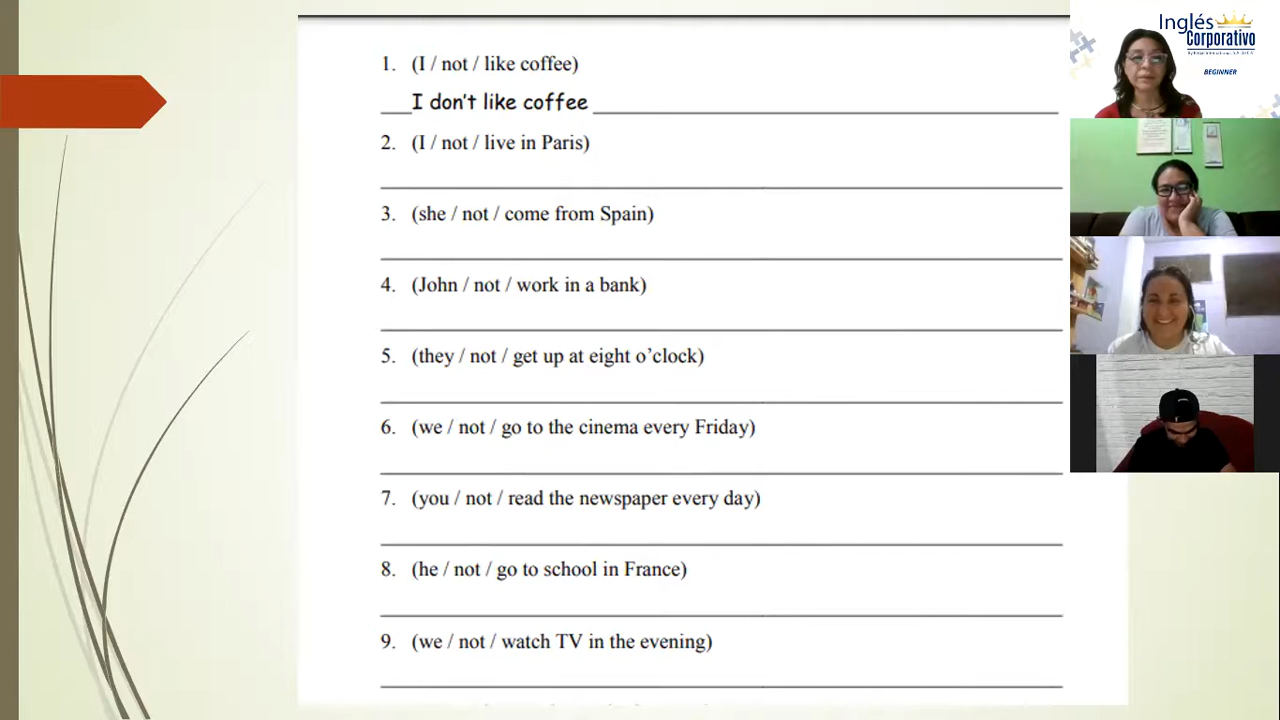 1. (I / not / like coffee)
___I don't like coffee___
2. (I / not / live in Paris)
3. (she / not / come from Spain)
4. (John / not / work in a bank)
5. (they / not / get up at eight o'clock)
6. (we / not / go to the cinema every Friday)
7. (you / not / read the newspaper every day)
8. (he / not / go to school in France)
9. (we / not / watch TV in the evening)
Inglés
Corporativo
BEGINNER